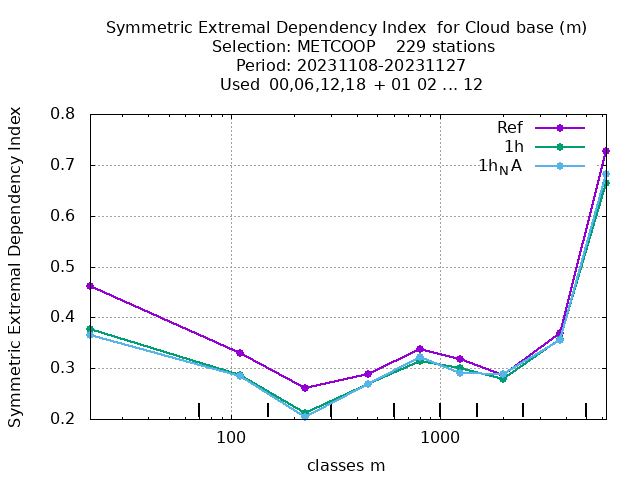 Symmetric Extremal Dependency Index for Cloud base (m)
Selection: METCOOP 229 stations
Period: 20231108-20231127
Used 00,06,12,18 + 01 02 ... 12
Symmetric Extremal Dependency Index
0.8
0.7
0.6
0.5
0.4
0.3
0.2
Ref
1h
1hNA
100
1000
classes m